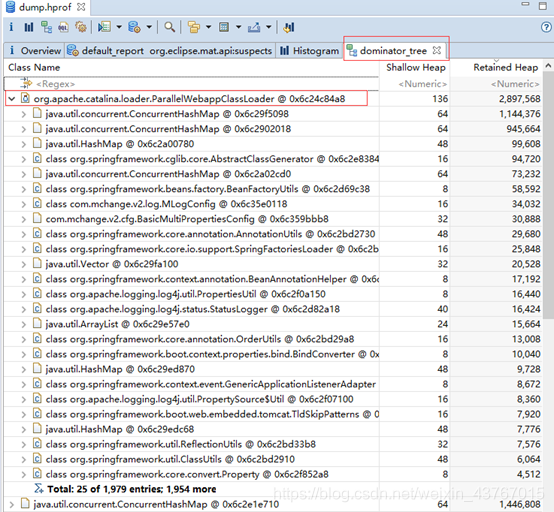 dump.hprof
i Overview default_report org.eclipse.mat.api:suspects Histogram dominator_tree
Class Name Shallow Heap Retained Heap
<Regex> <Numeric> <Numeric>
org.apache.catalina.loader.ParallelWebappClassLoader @ 0x6c24c84a8 136 2,897,568
java.util.concurrent.ConcurrentHashMap @ 0x6c29f5098 64 1,144,376
java.util.concurrent.ConcurrentHashMap @ 0x6c2902018 64 945,664
java.util.HashMap @ 0x6c2a00780 48 99,608
class org.springframework.cglib.core.AbstractClassGenerator @ 0x6c2e8384 16 94,720
java.util.concurrent.ConcurrentHashMap @ 0x6c2a02cd0 64 73,232
class org.springframework.beans.factory.BeanFactoryUtils @ 0x6c2d69c38 8 58,592
class com.mchange.v2.log.MLogConfig @ 0x6c35e0118 16 34,032
com.mchange.v2.cfg.BasicMultiPropertiesConfig @ 0x6c359bbb8 32 30,888
class org.springframework.core.annotation.AnnotationUtils @ 0x6c2bd2730 48 29,680
class org.springframework.core.io.support.SpringFactoriesLoader @ 0x6c2b 16 25,848
java.util.Vector @ 0x6c29fa100 32 20,528
class org.springframework.context.annotation.BeanAnnotationHelper @ 0x6c 8 17,192
class org.apache.logging.log4j.util.PropertiesUtil @ 0x6c2f0a150 8 16,440
class org.apache.logging.log4j.status.StatusLogger @ 0x6c2d82a18 40 16,424
java.util.ArrayList @ 0x6c29e57e0 24 15,664
class org.springframework.core.annotation.OrderUtils @ 0x6c2bd29a8 16 13,008
class org.springframework.boot.context.properties.bind.BindConverter @ 0x6 8 10,040
java.util.HashMap @ 0x6c29ed870 48 9,728
class org.springframework.context.event.GenericApplicationListenerAdapter 8 8,672
class org.apache.logging.log4j.util.PropertySource$Util @ 0x6c2f07100 16 8,360
class org.springframework.boot.web.embedded.tomcat.TldSkipPatterns @ 0x6 16 7,920
java.util.HashMap @ 0x6c29edc68 48 7,776
class org.springframework.util.ReflectionUtils @ 0x6c2bd33b8 32 7,576
class org.springframework.util.ClassUtils @ 0x6c2bd2910 48 6,064
class org.springframework.core.convert.Property @ 0x6c2f852a8 8 4,512
Total: 25 of 1,979 entries; 1,954 more
java.util.concurrent.ConcurrentHashMap @ 0x6c2e1e710 64 1,446,808
https://blog.csdn.net/weixin_43767015